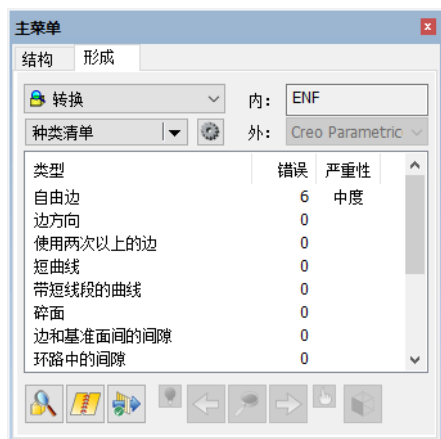 主菜单
结构 形成
转换 内: ENF
种类清单 外: Creo Parametric
类型 错误 严重性
自由边 6 中度
边方向 0
使用两次以上的边 0
短曲线 0
带短线段的曲线 0
碎面 0
边和基准面间的间隙 0
环路中的间隙 0